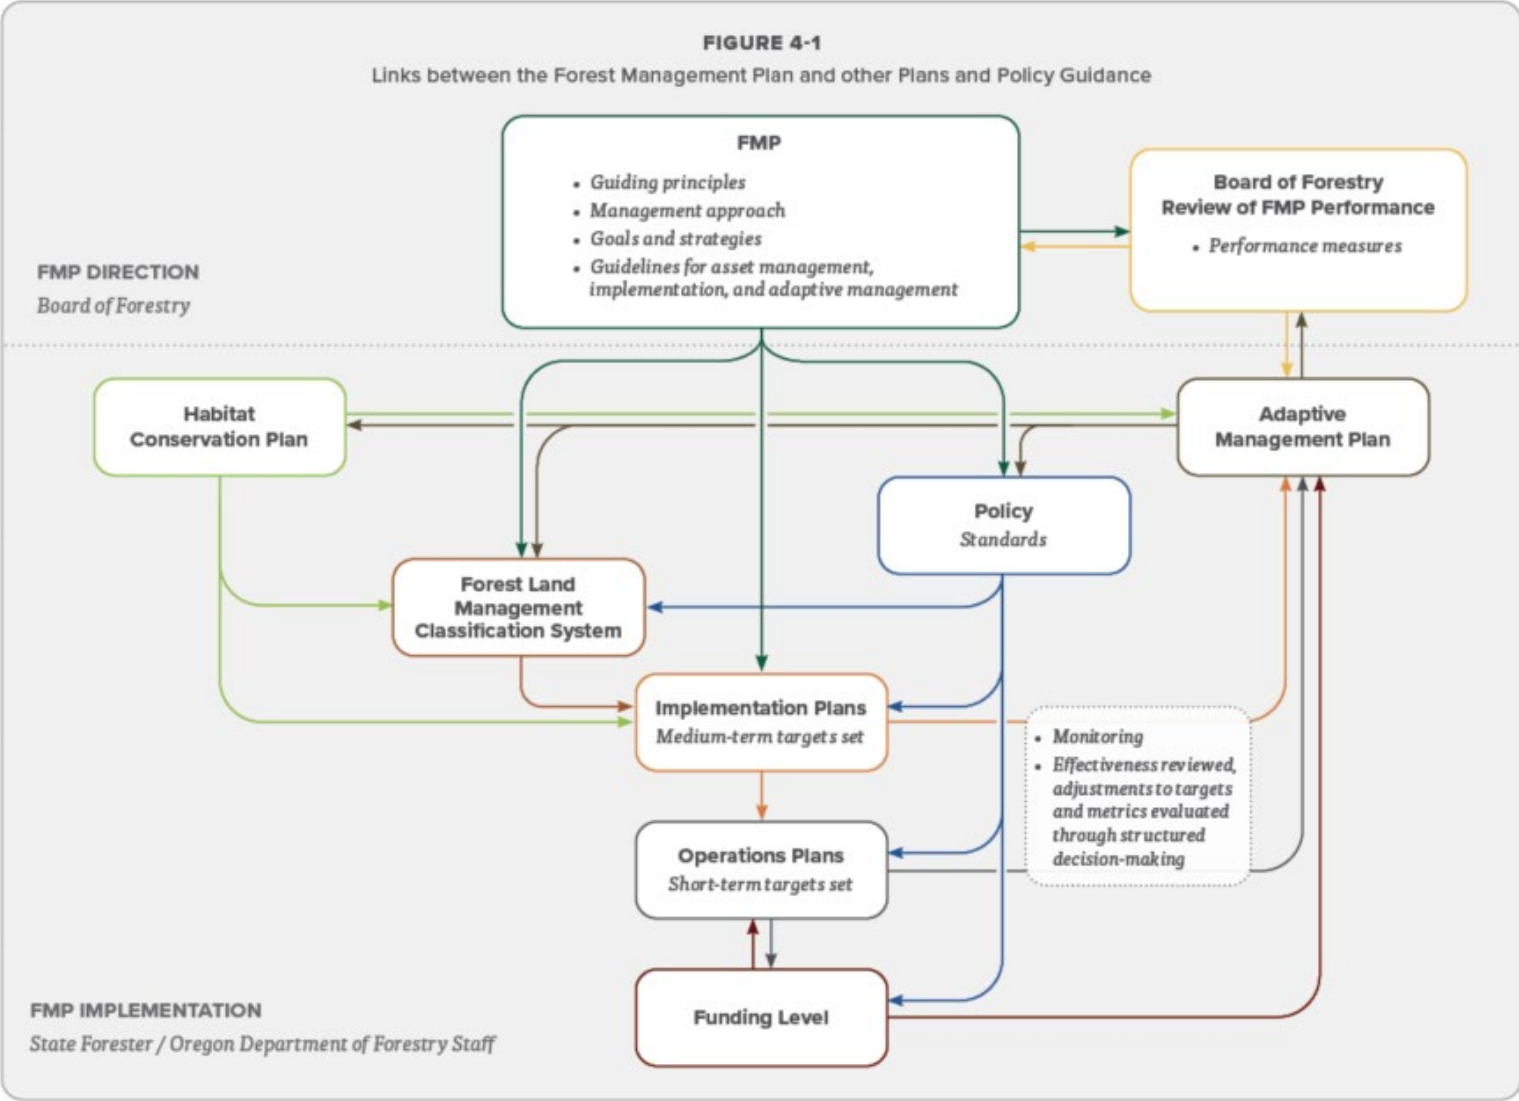 FIGURE 4-1
Links between the Forest Management Plan and other Plans and Policy Guidance
FMP
• Guiding principles
• Management approach
• Goals and strategies
• Guidelines for asset management,
implementation, and adaptive management
Board of Forestry
Review of FMP Performance
• Performance measures
FMP DIRECTION
Board of Forestry
Habitat
Conservation Plan
Adaptive
Management Plan
Policy
Standards
Forest Land
Management
Classification System
Implementation Plans
Medium-term targets set
• Monitoring
• Effectiveness reviewed,
adjustments to targets
and metrics evaluated
through structured
decision-making
Operations Plans
Short-term targets set
Funding Level
FMP IMPLEMENTATION
State Forester / Oregon Department of Forestry Staff